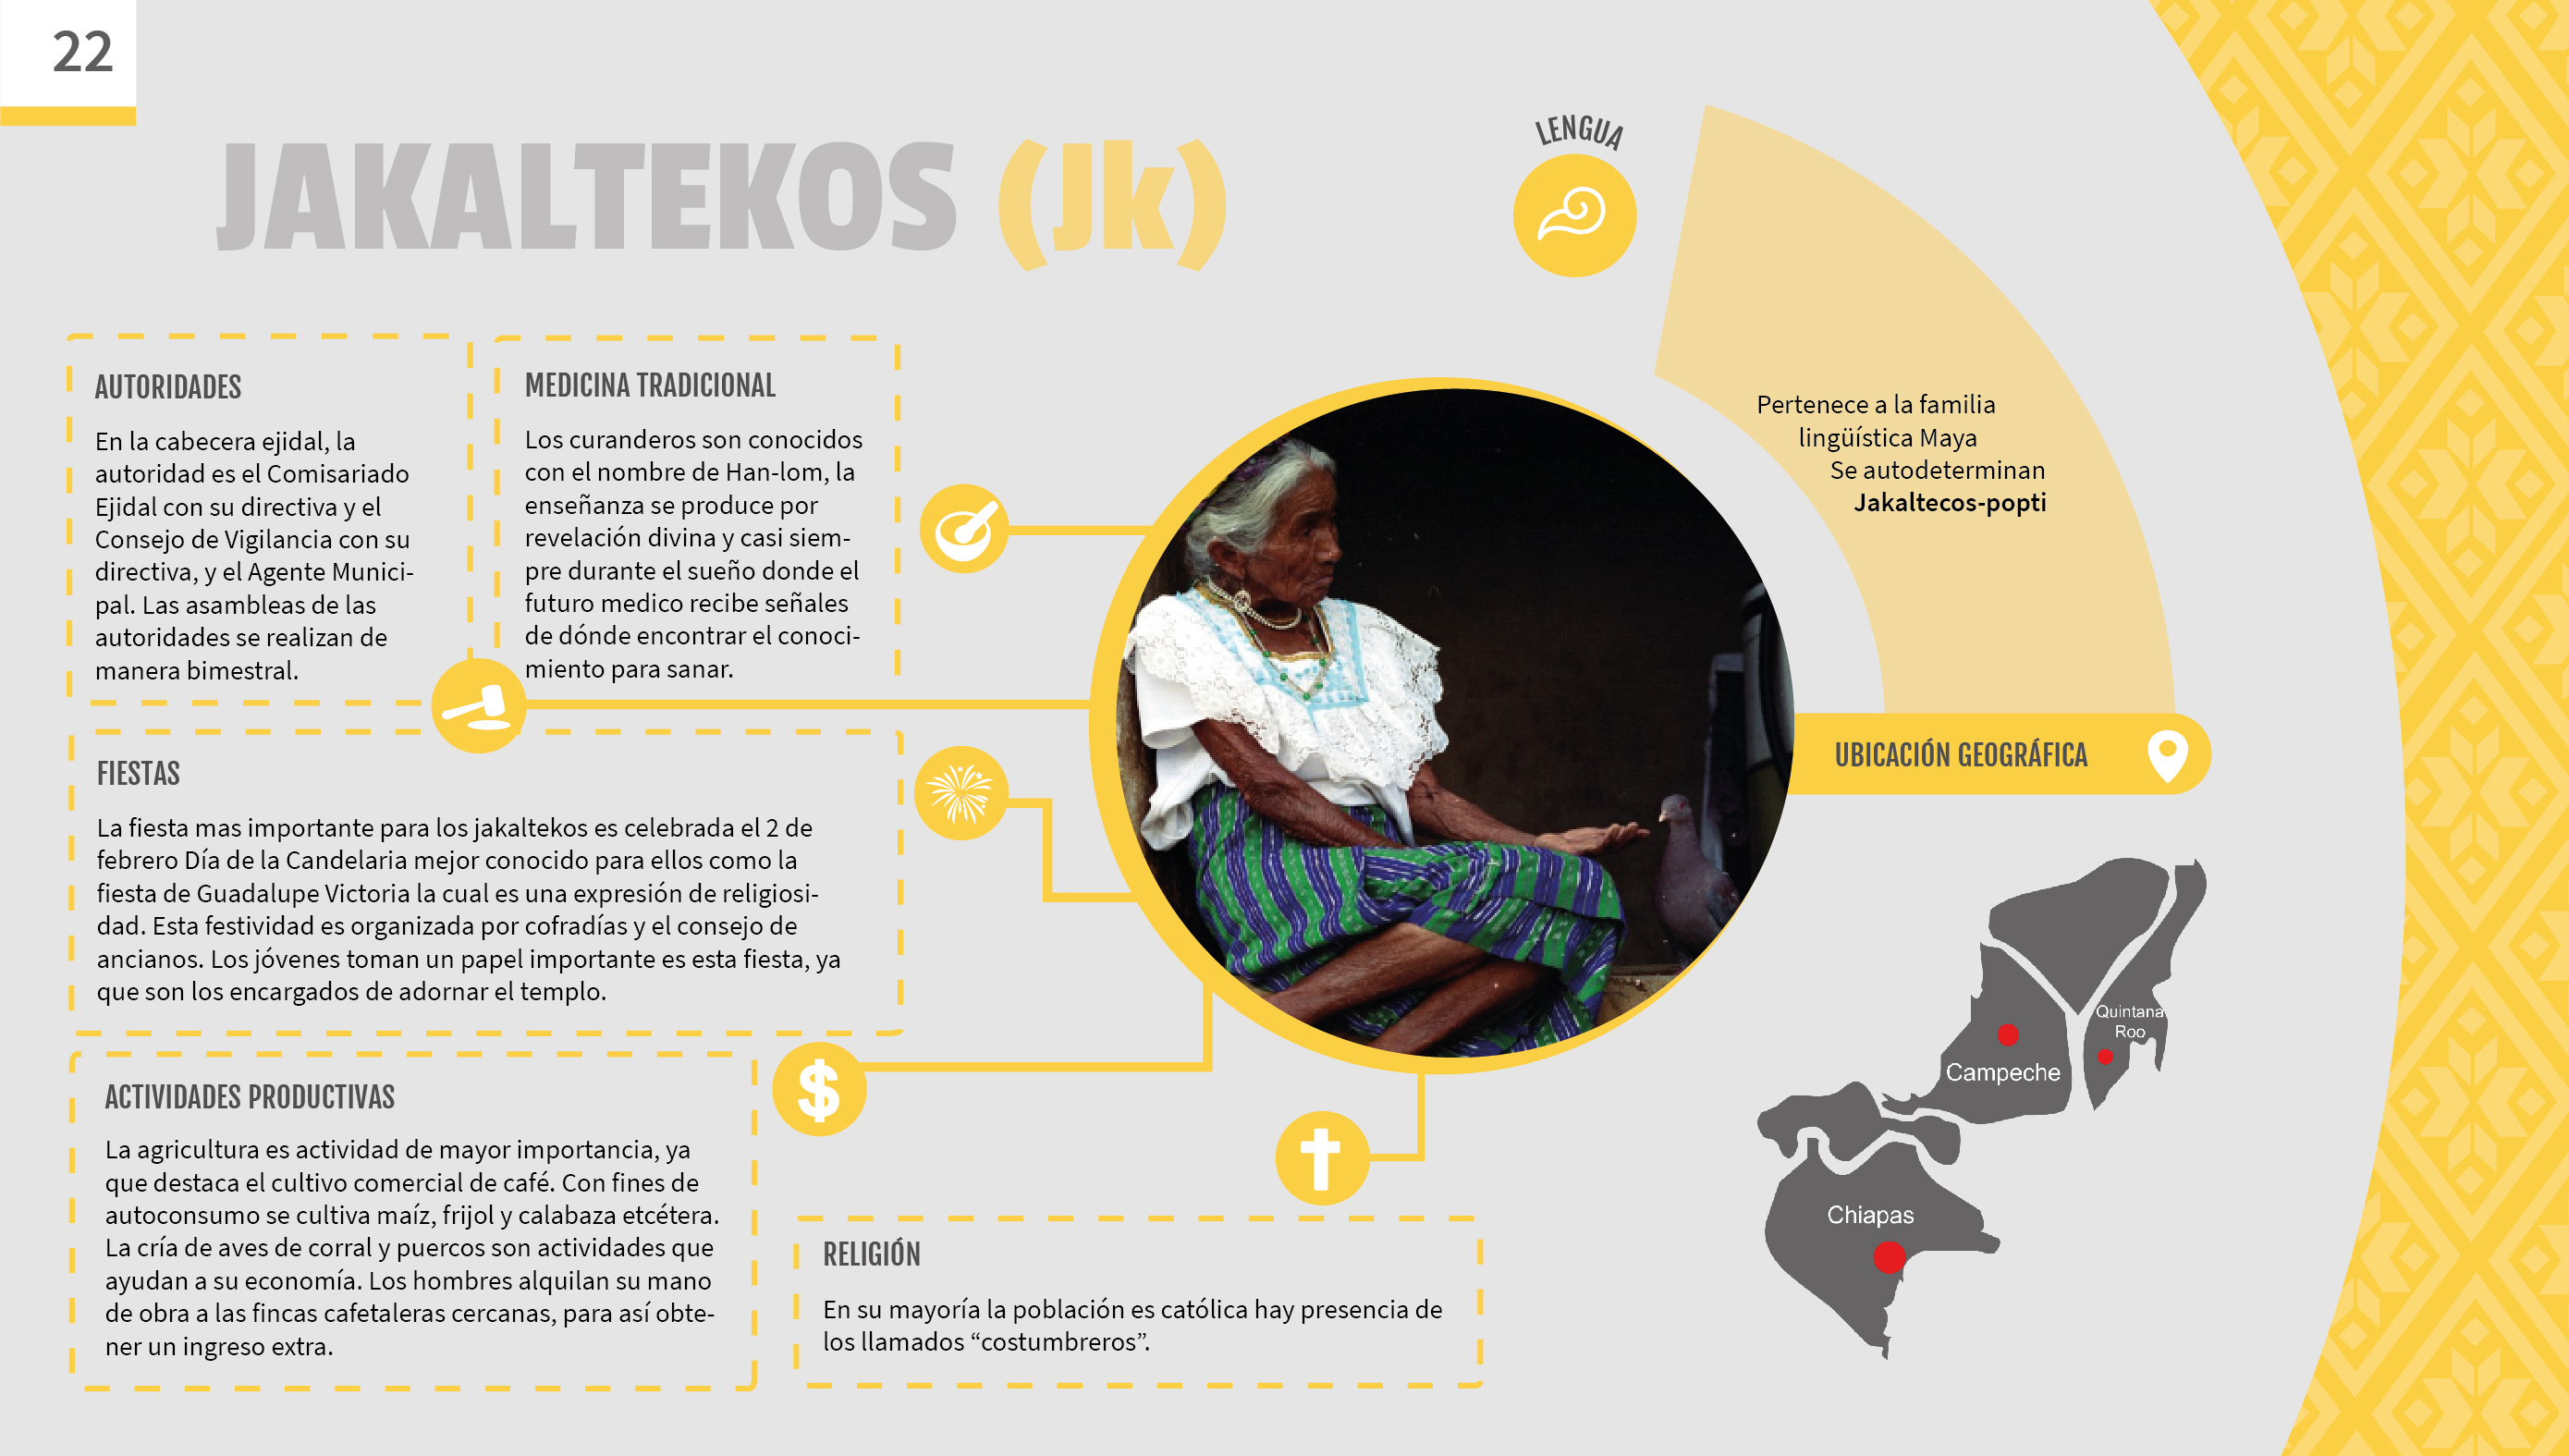 22
JAKALTEKOS (Jk)
LENGUA
Pertenece a la familia
lingüística Maya
Se autodeterminan
Jakaltecos-popti
AUTORIDADES
En la cabecera ejidal, la
autoridad es el Comisariado
Ejidal con su directiva y el
Consejo de Vigilancia con su
directiva, y el Agente Munici-
pal. Las asambleas de las
autoridades se realizan de
manera bimestral.
MEDICINA TRADICIONAL
Los curanderos son conocidos
con el nombre de Han-lom, la
enseñanza se produce por
revelación divina y casi siem-
pre durante el sueño donde el
futuro medico recibe señales
de dónde encontrar el conoci-
miento para sanar.
FIESTAS
La fiesta mas importante para los jakaltekos es celebrada el 2 de
febrero Día de la Candelaria mejor conocido para ellos como la
fiesta de Guadalupe Victoria la cual es una expresión de religiosi-
dad. Esta festividad es organizada por cofradías y el consejo de
ancianos. Los jóvenes toman un papel importante es esta fiesta, ya
que son los encargados de adornar el templo.
ACTIVIDADES PRODUCTIVAS
La agricultura es actividad de mayor importancia, ya
que destaca el cultivo comercial de café. Con fines de
autoconsumo se cultiva maíz, frijol y calabaza etcétera.
La cría de aves de corral y puercos son actividades que
ayudan a su economía. Los hombres alquilan su mano
de obra a las fincas cafetaleras cercanas, para así obte-
ner un ingreso extra.
$
RELIGIÓN
En su mayoría la población es católica hay presencia de
los llamados “costumbreros”.
UBICACIÓN GEOGRÁFICA
Quintana
Roo
Campeche
Chiapas